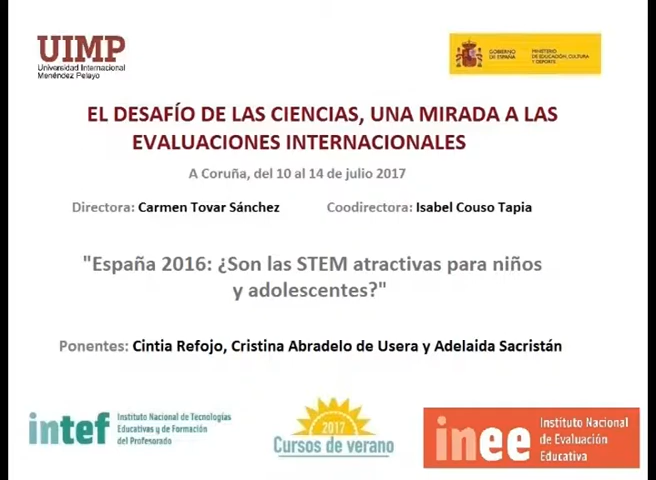 UIMP
Universidad Internacional
Menéndez Pelayo
GOBIERNO
DE ESPAÑA
MINISTERIO
DE EDUCACIÓN, CULTURA
Y DEPORTE
EL DESAFÍO DE LAS CIENCIAS, UNA MIRADA A LAS
EVALUACIONES INTERNACIONALES
A Coruña, del 10 al 14 de julio 2017
Directora: Carmen Tovar Sánchez Coodirectora: Isabel Couso Tapia
"España 2016: ¿Son las STEM atractivas para niños
y adolescentes?"
Ponentes: Cintia Refojo, Cristina Abradelo de Usera y Adelaida Sacristán
intef
Instituto Nacional de Tecnologías
Educativas y de Formación
del Profesorado
2017
Cursos de verano
inee
Instituto Nacional
de Evaluación
Educativa